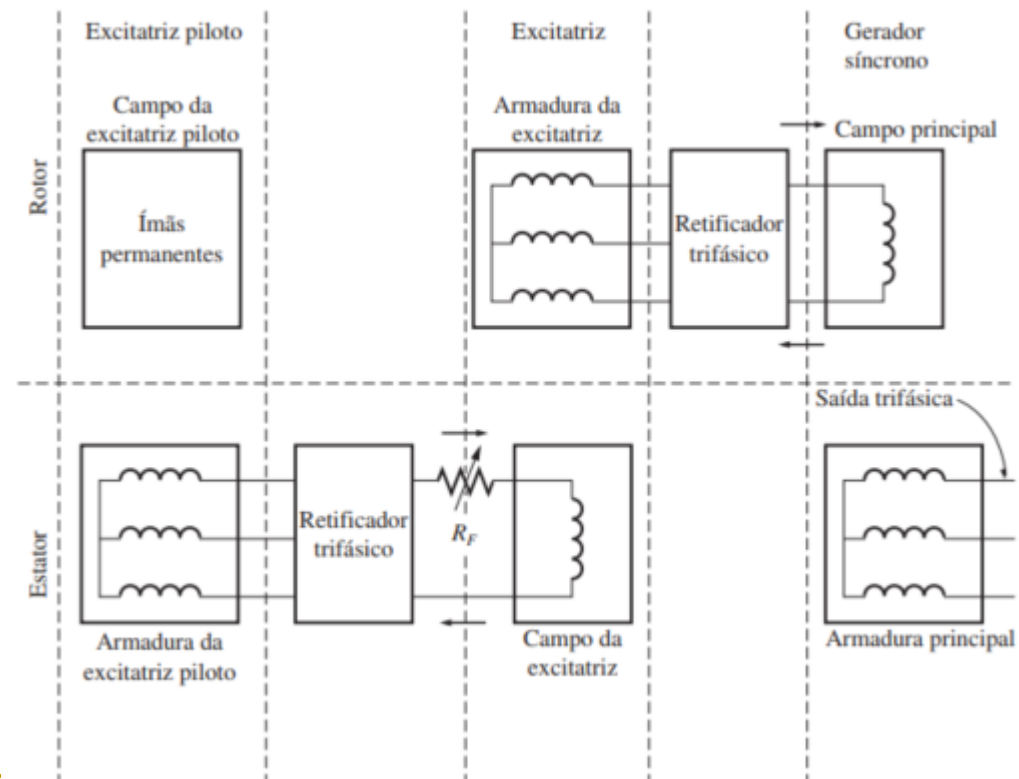 Excitatriz piloto
Excitatriz
Gerador
síncrono
Rotor
Campo da
excitatriz piloto
Ímãs
permanentes
Armadura da
excitatriz
Retificador
trifásico
Campo principal
Estator
Armadura da
excitatriz piloto
Retificador
trifásico
R_F
Campo da
excitatriz
Saída trifásica
Armadura principal